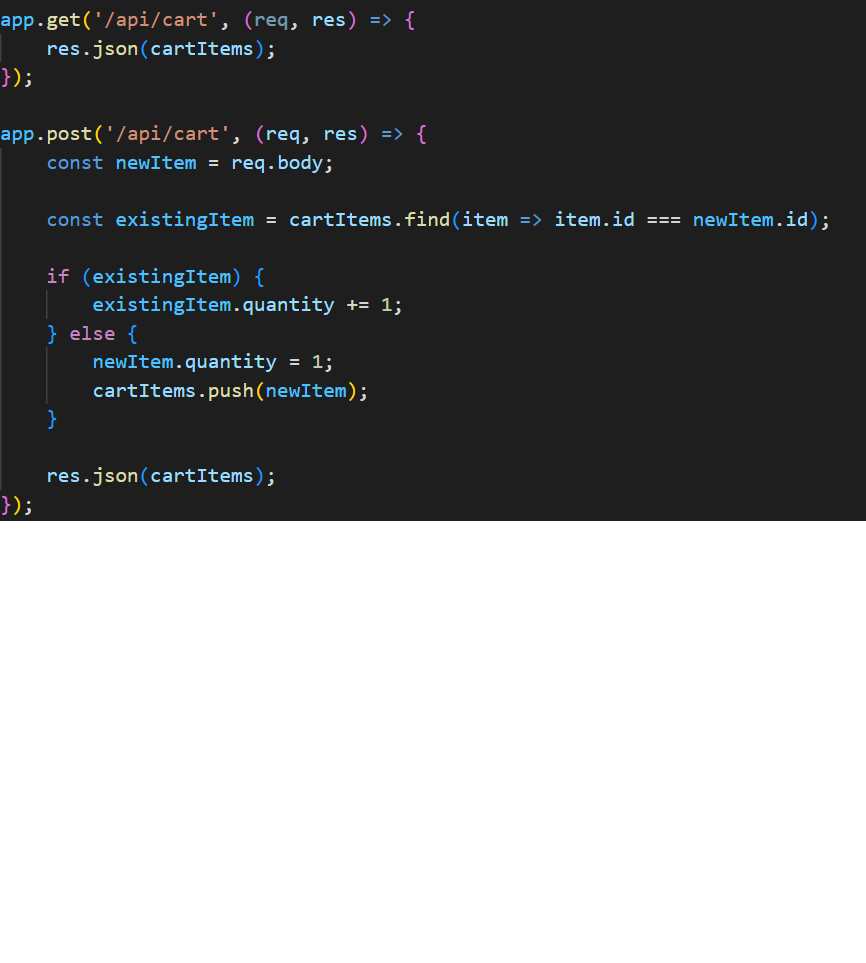 app.get('/api/cart', (req, res) => {
    res.json(cartItems);
});

app.post('/api/cart', (req, res) => {
    const newItem = req.body;

    const existingItem = cartItems.find(item => item.id === newItem.id);

    if (existingItem) {
        existingItem.quantity += 1;
    } else {
        newItem.quantity = 1;
        cartItems.push(newItem);
    }

    res.json(cartItems);
});